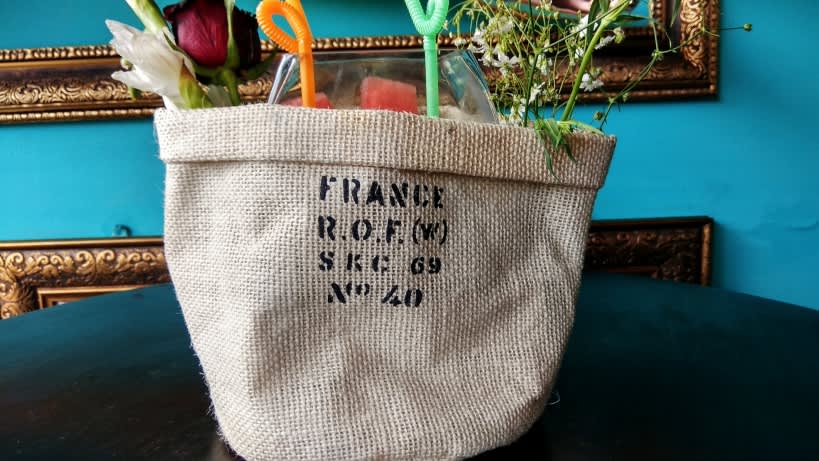 FRANCE
R.O.F. (W)
SKC 69
Nº 40